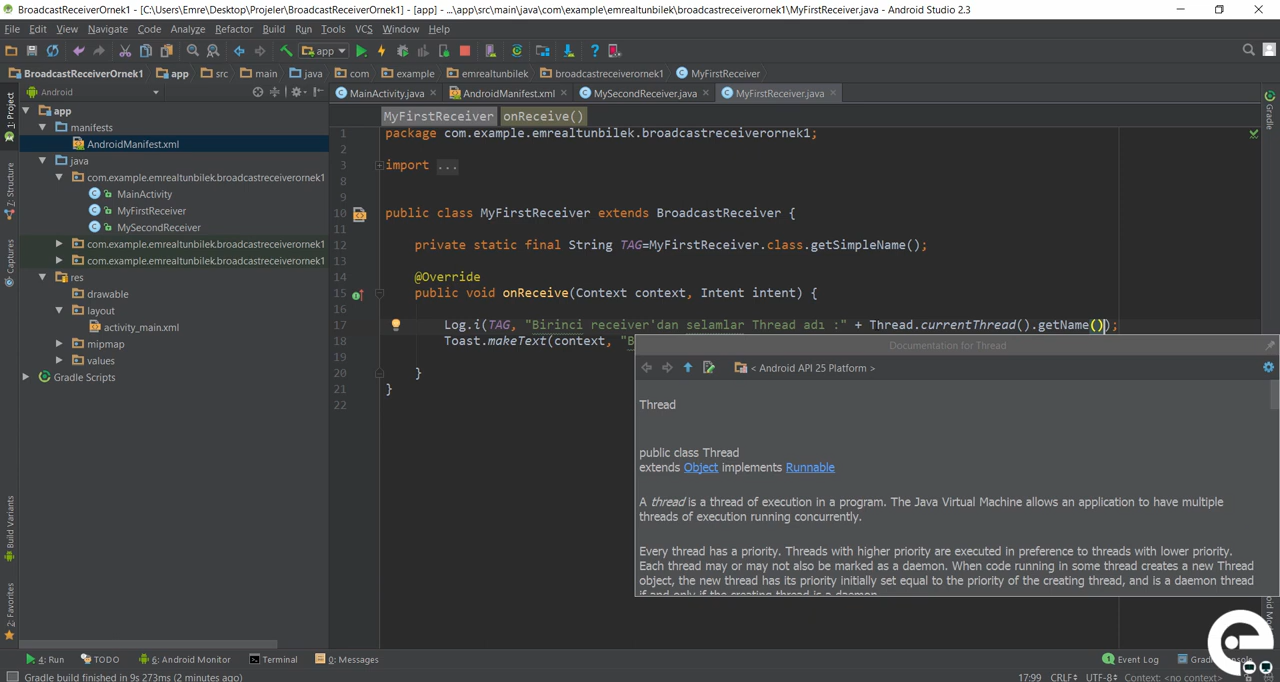 BroadcastReceiverOrnek1 - [C:\Users\Emre\Desktop\Projeler\BroadcastReceiverOrnek1] - [app] - ...\app\src\main\java\com\example\emrealtunbilek\broadcastreceiverornek1\MyFirstReceiver.java - Android Studio 2.3
File Edit View Navigate Code Analyze Refactor Build Run Tools VCS Window Help
app
BroadcastReceiverOrnek1 app src main java com example emrealtunbilek broadcastreceiverornek1 MyFirstReceiver
Android
MainActivity.java AndroidManifest.xml MySecondReceiver.java MyFirstReceiver.java
1: Project
Z: Structure
Captures
Build Variants
2: Favorites
app
manifests
AndroidManifest.xml
java
com.example.emrealtunbilek.broadcastreceiverornek1
MainActivity
MyFirstReceiver
MySecondReceiver
com.example.emrealtunbilek.broadcastreceiverornek1
com.example.emrealtunbilek.broadcastreceiverornek1
res
drawable
layout
activity_main.xml
mipmap
values
Gradle Scripts
MyFirstReceiver onReceive()
1 package com.example.emrealtunbilek.broadcastreceiverornek1;
2
3 import ...
8
9
10 public class MyFirstReceiver extends BroadcastReceiver {
11
12 private static final String TAG=MyFirstReceiver.class.getSimpleName();
13
14 @Override
15 public void onReceive(Context context, Intent intent) {
16
17 Log.i(TAG, "Birinci receiver'dan selamlar Thread adı :" + Thread.currentThread().getName());
18 Toast.makeText(context, "B
19
20 }
21 }
22
Documentation for Thread
< Android API 25 Platform >
Thread
public class Thread
extends Object implements Runnable
A thread is a thread of execution in a program. The Java Virtual Machine allows an application to have multiple
threads of execution running concurrently.
Every thread has a priority. Threads with higher priority are executed in preference to threads with lower priority.
Each thread may or may not also be marked as a daemon. When code running in some thread creates a new Thread
object, the new thread has its priority initially set equal to the priority of the creating thread, and is a daemon thread
if and only if the creating thread is a daemon.
Gradle
4: Run TODO 6: Android Monitor Terminal 0: Messages Event Log
Gradle build finished in 9s 273ms (2 minutes ago) 17:99 CRLF UTF-8 Context: <no context>